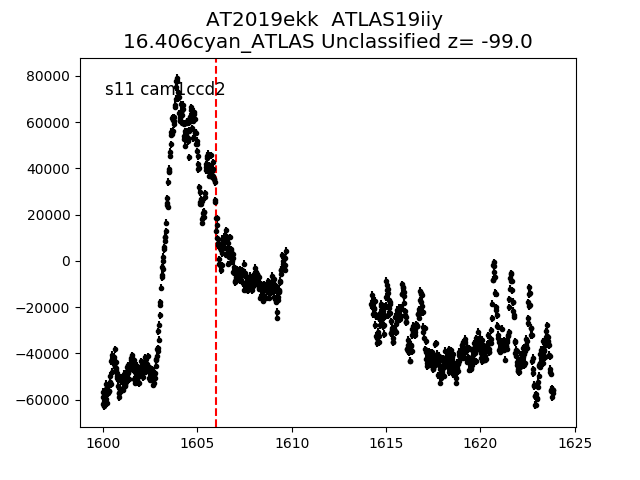 AT2019ekk  ATLAS19iiy
16.406cyan_ATLAS Unclassified z= -99.0
s11 cam1ccd2
80000
60000
40000
20000
0
−20000
−40000
−60000
1600 1605 1610 1615 1620 1625